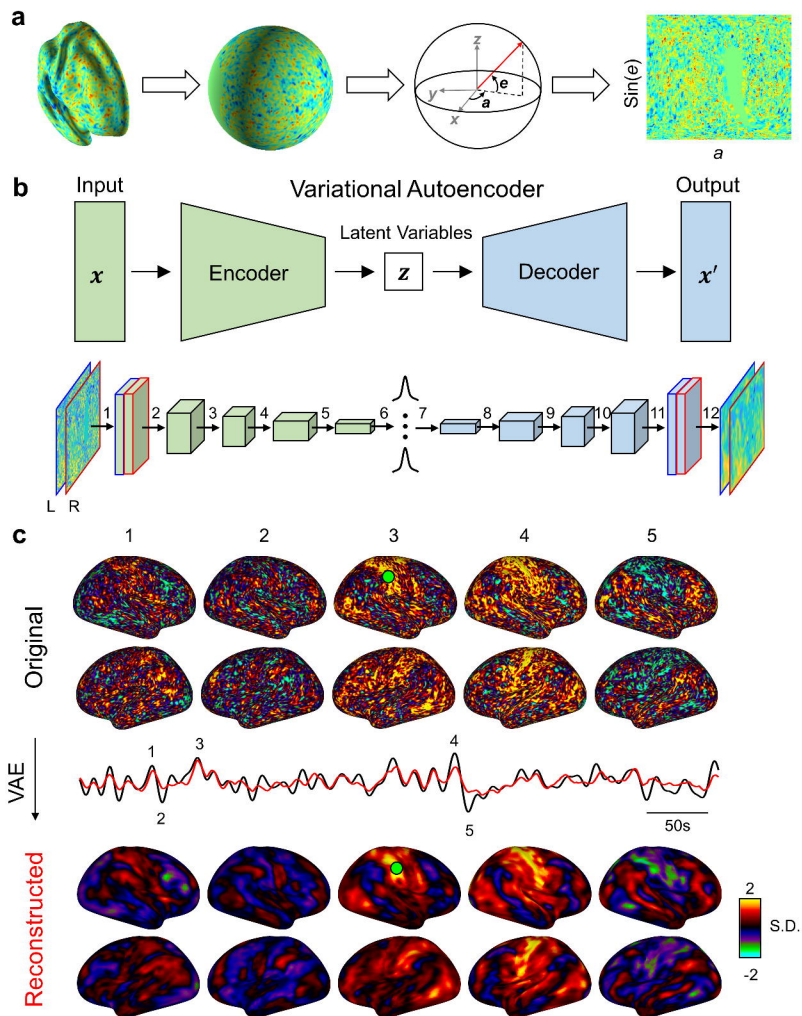 a
z
y
x
a
e
Sin(e)
a
b
Input
Variational Autoencoder
Output
Latent Variables
x
Encoder
z
Decoder
x′
1
2
3
4
5
6
7
8
9
10
11
12
L R
c
1 2 3 4 5
Original
VAE
1
3
4
2
5
50s
Reconstructed
2
S.D.
-2